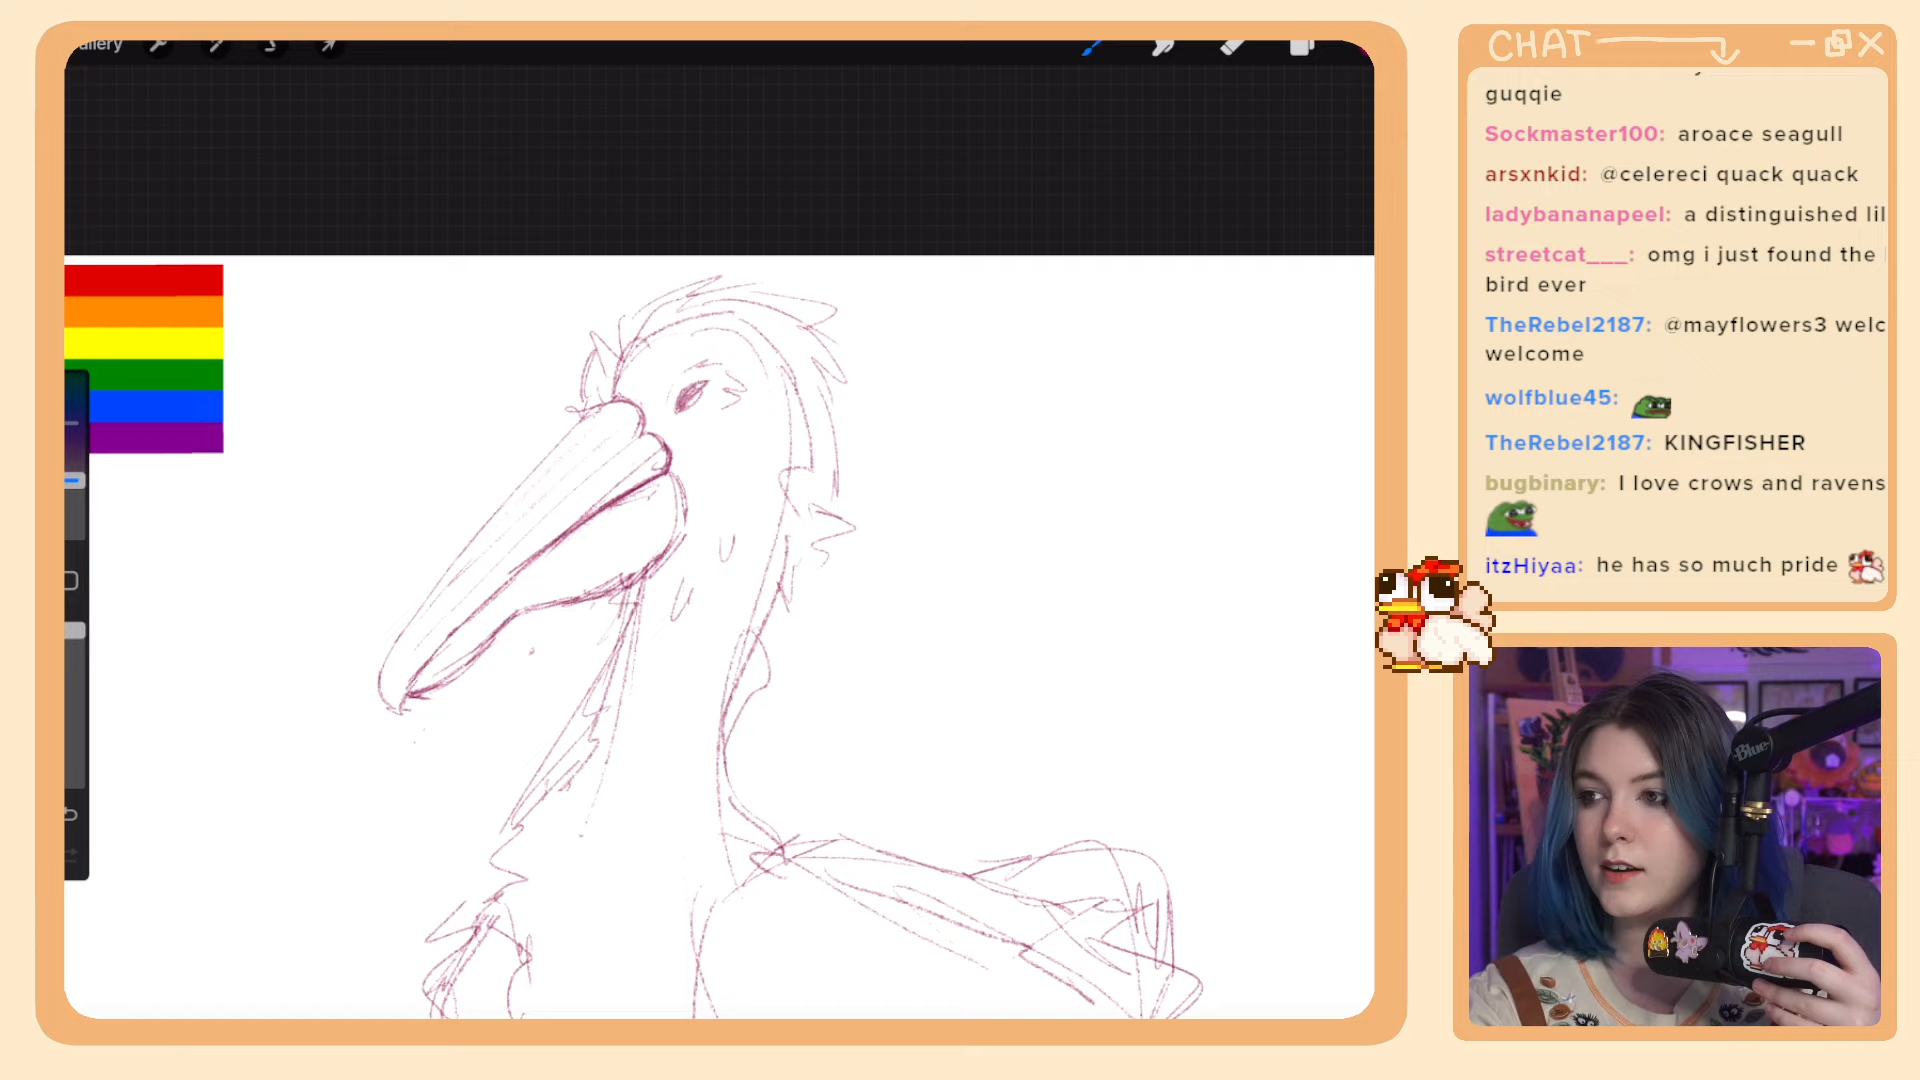 allery
CHAT
guqqie
Sockmaster100: aroace seagull
arsxnkid: @celereci quack quack
ladybananapeel: a distinguished lil
streetcat___: omg i just found the
bird ever
TheRebel2187: @mayflowers3 welc
welcome
wolfblue45:
TheRebel2187: KINGFISHER
bugbinary: I love crows and ravens
itzHiyaa: he has so much pride
Blue